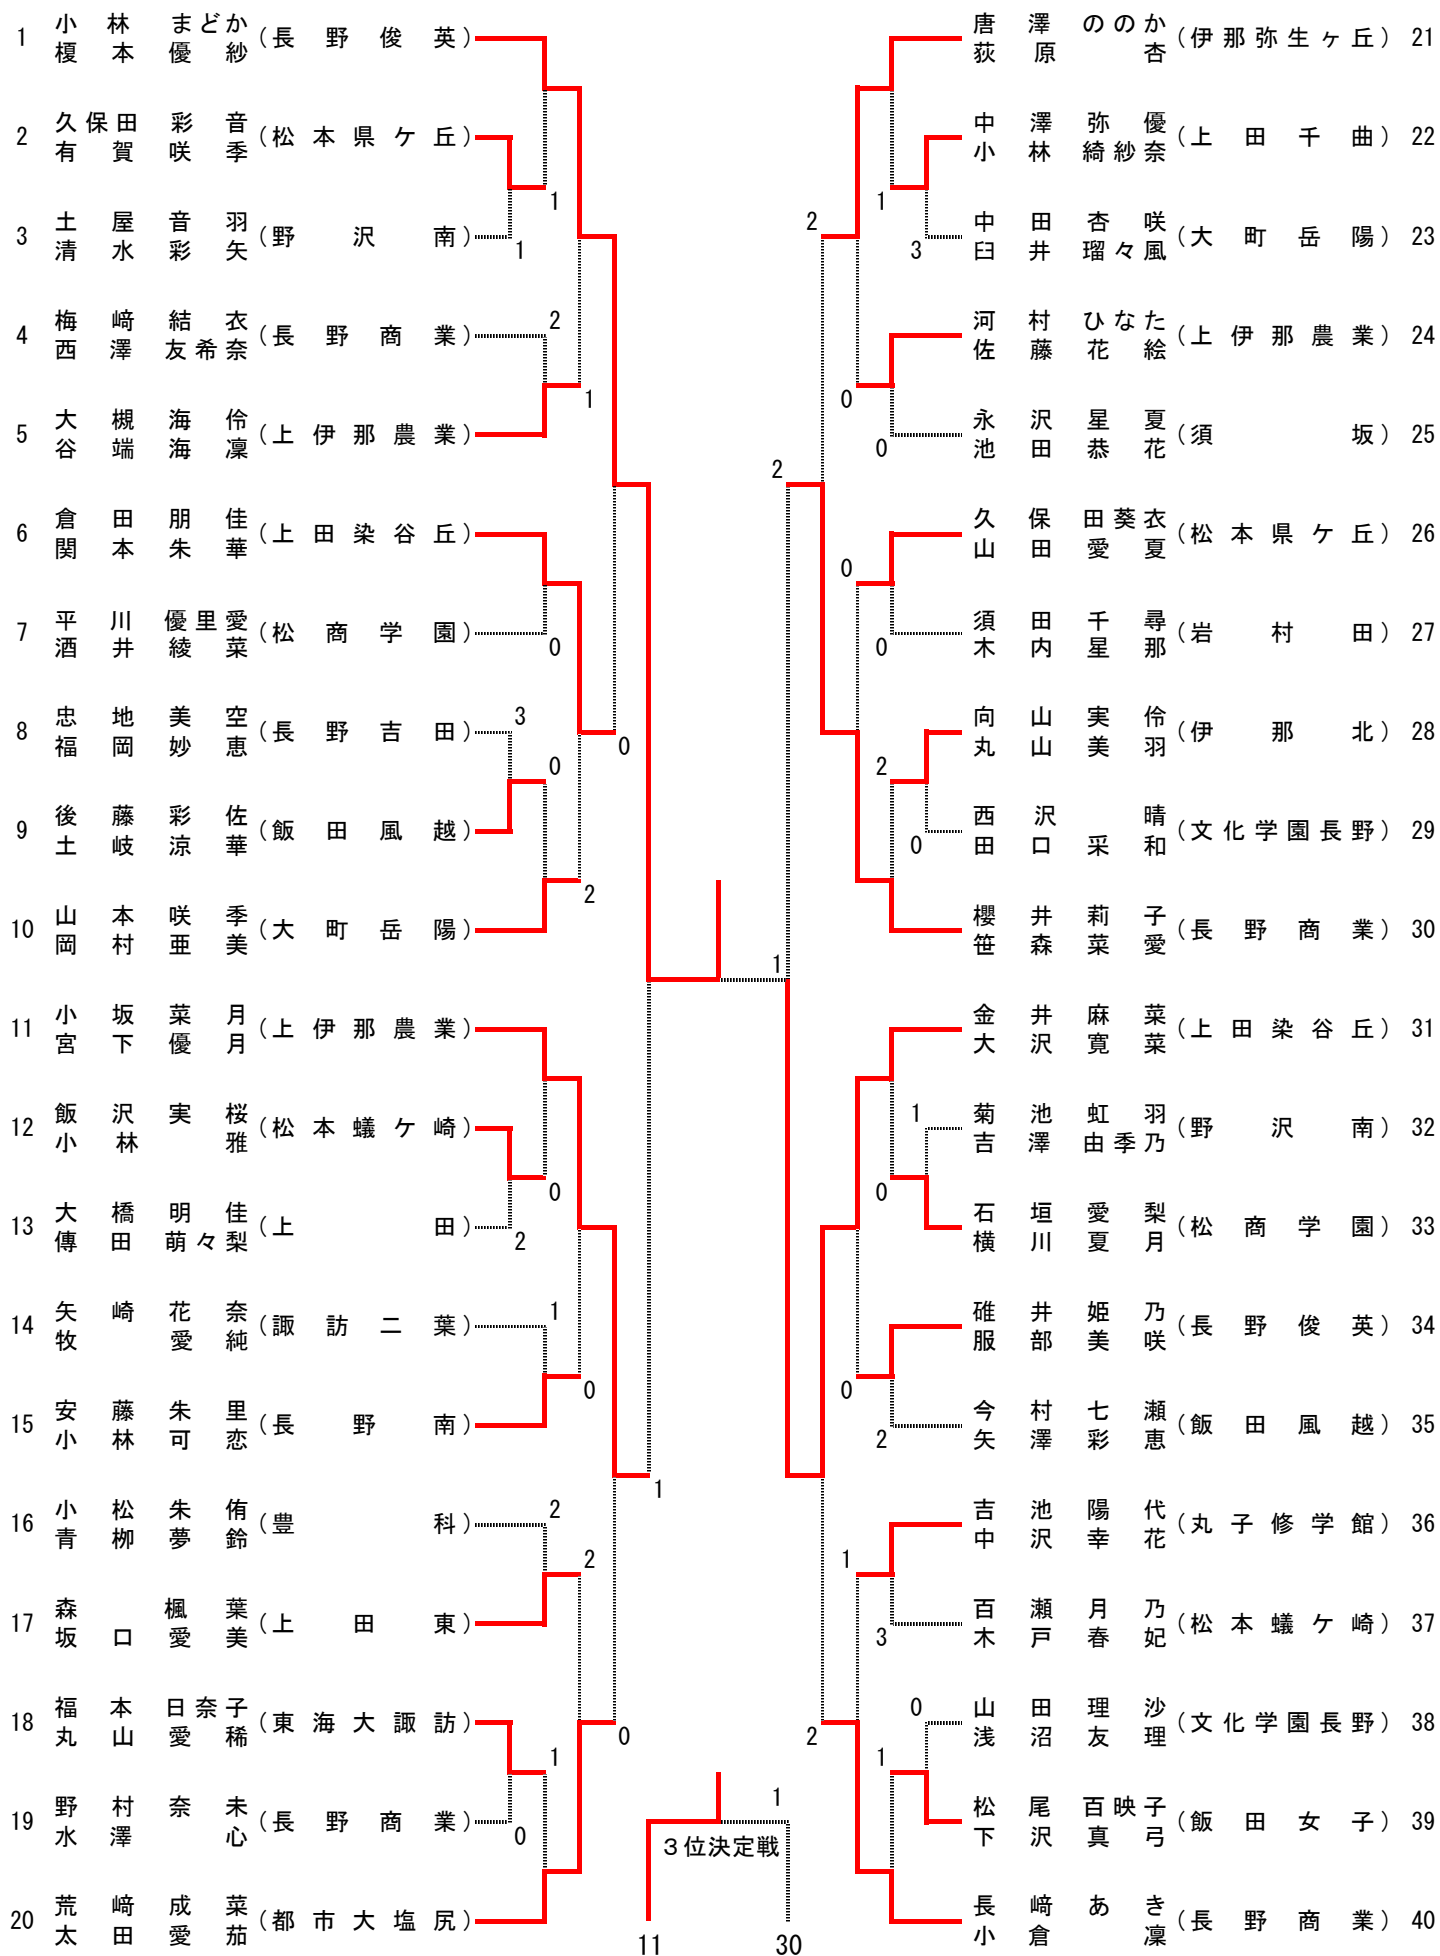 小林 まどか
1 (長野俊英)
榎本優紗
1
久保田彩音
2 (松本県ケ丘)
有賀咲季
1
土屋音羽
3 (野沢南)
清水彩矢
2
梅﨑結衣
4 (長野商業)
西澤友希奈
1
大槻海伶
5 (上伊那農業)
谷端海凜
倉田朋佳
6 (上田染谷丘)
関本朱華
0
平川優里愛
7 (松商学園)
酒井綾菜
3
忠地美空
8 (長野吉田)
福岡妙恵
0
0
後藤彩佐
9 (飯田風越)
土岐涼華
2
山本咲季
10 (大町岳陽)
岡村亜美
小坂菜月
11 (上伊那農業)
宮下優月
飯沢実桜
12 (松本蟻ケ崎)
小林雅
0
大橋明佳
13 (上田)
傳田萌々梨
2
1
矢崎花奈
14 (諏訪二葉)
牧愛純
0
安藤朱里
15 (長野南)
小林可恋
1
2
小松朱侑
16 (豊科)
青柳夢鈴
2
森楓葉
17 (上田東)
坂口愛美
福本日奈子
18 (東海大諏訪)
丸山愛稀
0
1
野村奈未
19 (長野商業)
水澤心
0
荒﨑成菜
20 (都市大塩尻)
太田愛茄
唐澤ののか
(伊那弥生ヶ丘) 21
荻原杏
中澤弥優
(上田千曲) 22
小林綺紗奈
1
2
中田杏咲
(大町岳陽) 23
臼井瑠々風
3
河村ひなた
(上伊那農業) 24
佐藤花絵
0
永沢星夏
(須坂) 25
池田恭花
0
2
久保田葵衣
(松本県ケ丘) 26
山田愛夏
0
須田千尋
(岩村田) 27
木内星那
0
向山実伶
(伊那北) 28
丸山美羽
2
西沢晴
(文化学園長野) 29
田口采和
0
櫻井莉子
(長野商業) 30
笹森菜愛
1
金井麻菜
(上田染谷丘) 31
大沢寛菜
1
菊池虹羽
(野沢南) 32
吉澤由季乃
0
石垣愛梨
(松商学園) 33
横川夏月
碓井姫乃
(長野俊英) 34
服部美咲
0
今村七瀬
(飯田風越) 35
矢澤彩恵
2
吉池陽代
(丸子修学館) 36
中沢幸花
1
百瀬月乃
(松本蟻ケ崎) 37
木戸春妃
3
0
山田理沙
(文化学園長野) 38
浅沼友理
2
1
松尾百映子
(飯田女子) 39
下沢真弓
長﨑あき
(長野商業) 40
小倉凜
1
3位決定戦
11 30